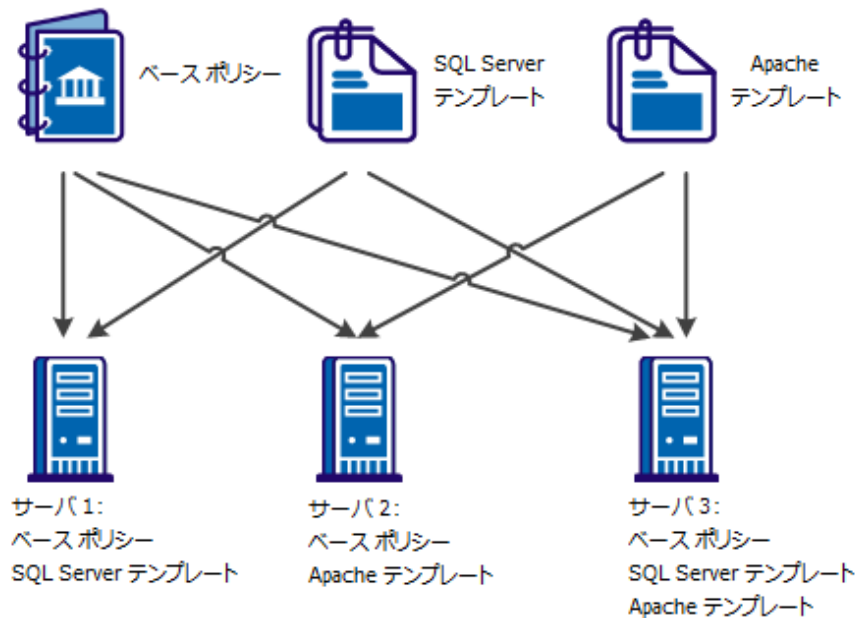 ベース ポリシー
SQL Server
テンプレート
Apache
テンプレート
サーバ 1:
ベース ポリシー
SQL Server テンプレート
サーバ 2:
ベース ポリシー
Apache テンプレート
サーバ 3:
ベース ポリシー
SQL Server テンプレート
Apache テンプレート